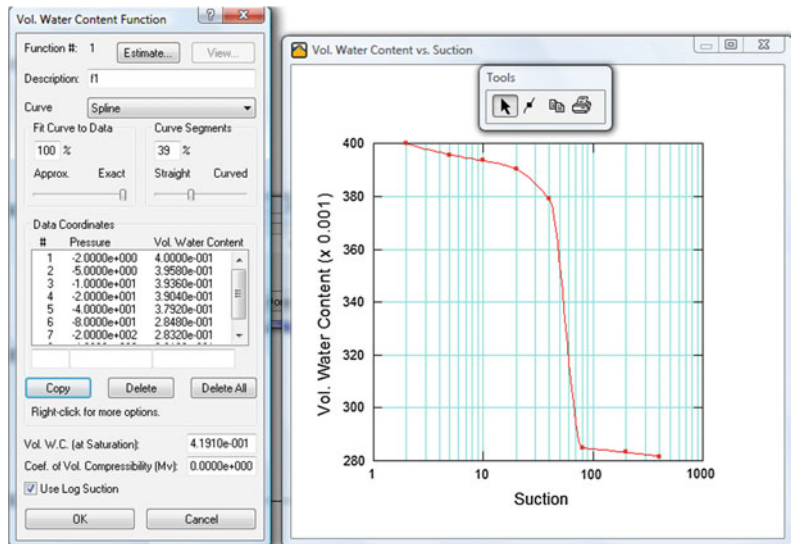 Vol. Water Content Function
Function #: 1 Estimate... View...
Description: f1
Curve Spline
Fit Curve to Data Curve Segments
100 % 39 %
Approx. Exact Straight Curved
Data Coordinates
# Pressure Vol. Water Content
1 -2.0000e+000 4.0000e-001
2 -5.0000e+000 3.9580e-001
3 -1.0000e+001 3.9360e-001
4 -2.0000e+001 3.9040e-001
5 -4.0000e+001 3.7920e-001
6 -8.0000e+001 2.8480e-001
7 -2.0000e+002 2.8320e-001
Copy Delete Delete All
Right-click for more options.
Vol. W.C. (at Saturation): 4.1910e-001
Coef. of Vol. Compressibility (Mv): 0.0000e+000
Use Log Suction
OK Cancel
Vol. Water Content vs. Suction
Tools
Vol. Water Content (x 0.001)
400
380
360
340
320
300
280
1 10 100 1000
Suction